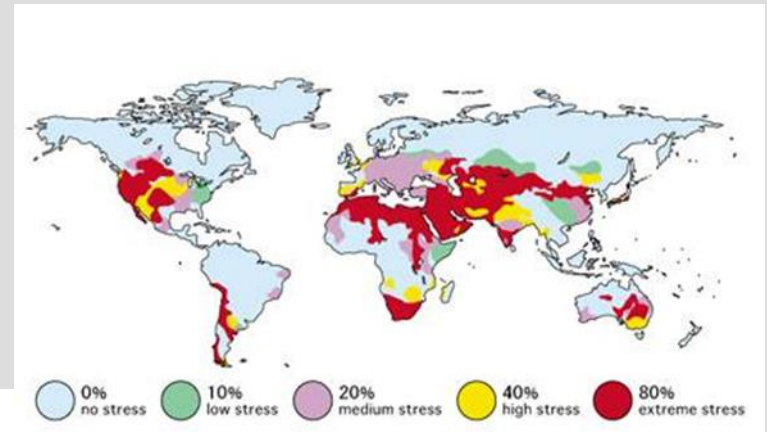 0%
no stress
10%
low stress
20%
medium stress
40%
high stress
80%
extreme stress